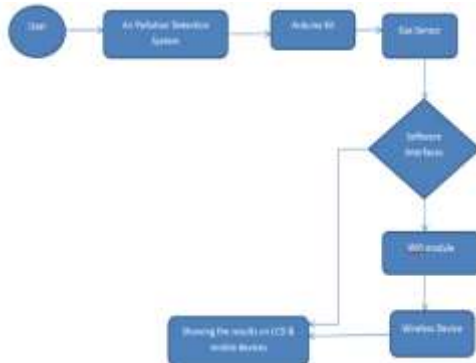 User
Air Pollution Detection
System
Arduino Kit
Gas Sensor
Software
Interfaces
Wifi module
Wireless Device
Showing the results on LCD &
mobile devices